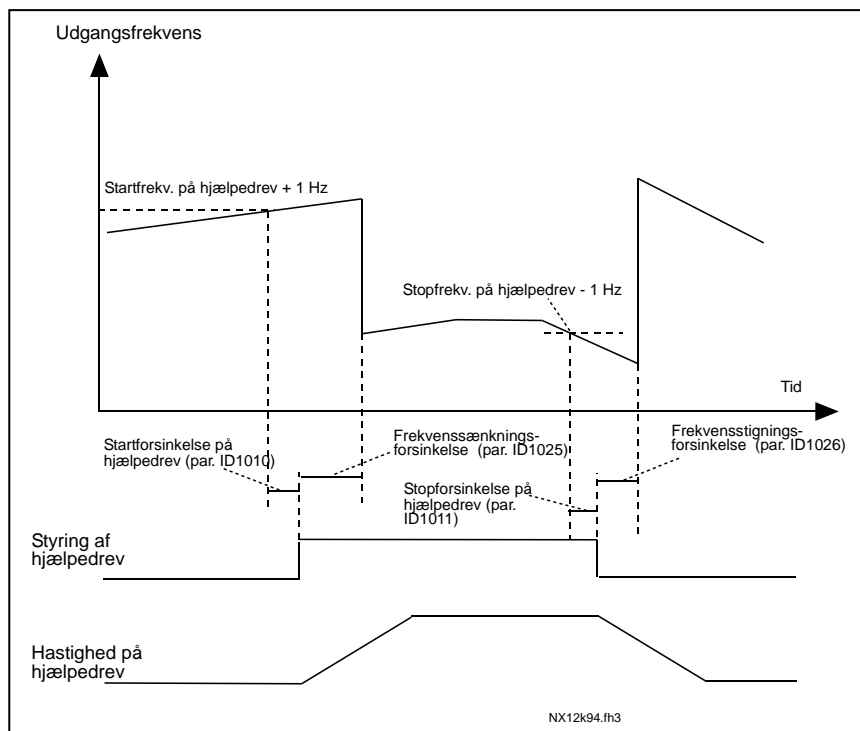 Udgangsfrekvens
Startfrekv. på hjælpedrev + 1 Hz
Stopfrekv. på hjælpedrev - 1 Hz
Tid
Startforsinkelse på
hjælpedrev (par. ID1010)
Frekvenssænknings-
forsinkelse (par. ID1025)
Stopforsinkelse på
hjælpedrev (par.
ID1011)
Frekvensstignings-
forsinkelse (par. ID1026)
Styring af
hjælpedrev
Hastighed på
hjælpedrev
NX12k94.fh3